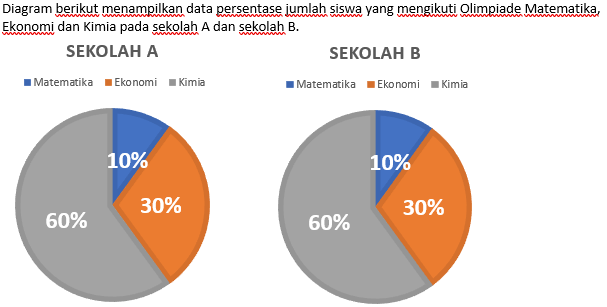 Diagram berikut menampilkan data persentase jumlah siswa yang mengikuti Olimpiade Matematika,
Ekonomi dan Kimia pada sekolah A dan sekolah B.
SEKOLAH A
Matematika Ekonomi Kimia
10%
30%
60%
SEKOLAH B
Matematika Ekonomi Kimia
10%
30%
60%